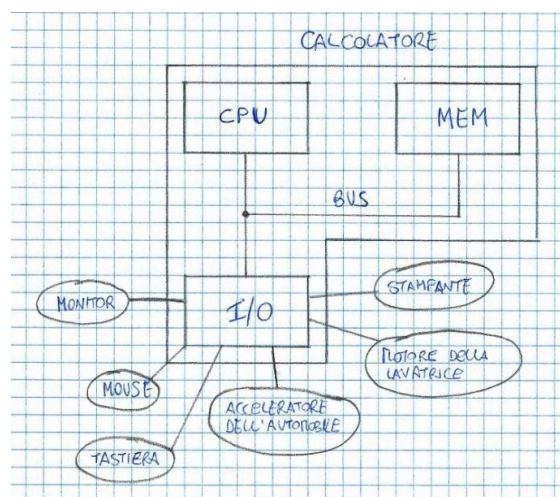 CALCOLATORE
CPU
MEM
BUS
I/O
MONITOR
STAMPANTE
MOTORE DELLA
LAVATRICE
MOUSE
ACCELERATORE
DELL'AUTOMOBILE
TASTIERA